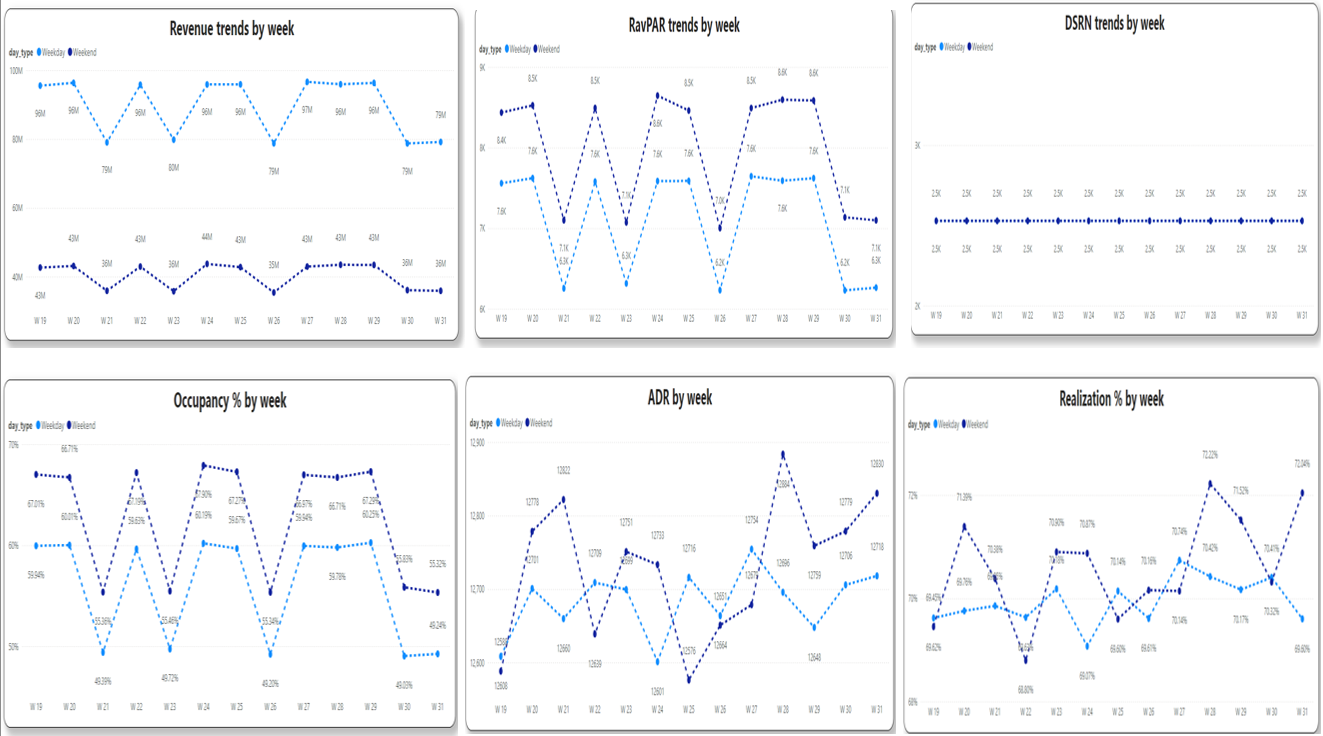 Revenue trends by week
day_type Weekday Weekend
100M
80M
60M
40M
96M 96M 79M 96M 80M 96M 96M 79M 97M 96M 96M 79M 79M
43M 43M 36M 43M 36M 44M 43M 35M 43M 43M 43M 36M 36M
W 19 W 20 W 21 W 22 W 23 W 24 W 25 W 26 W 27 W 28 W 29 W 30 W 31
RavPAR trends by week
day_type Weekday Weekend
9K
8K
7K
6K
8.4K 8.5K 7.1K 8.5K 7.1K 8.6K 8.5K 7.0K 8.5K 8.6K 8.6K 7.1K 7.1K
7.6K 7.6K 6.3K 7.6K 6.3K 7.6K 7.6K 6.2K 7.6K 7.6K 7.6K 6.2K 6.3K
W 19 W 20 W 21 W 22 W 23 W 24 W 25 W 26 W 27 W 28 W 29 W 30 W 31
DSRN trends by week
day_type Weekday Weekend
3K
2K
2.5K 2.5K 2.5K 2.5K 2.5K 2.5K 2.5K 2.5K 2.5K 2.5K 2.5K 2.5K 2.5K
2.5K 2.5K 2.5K 2.5K 2.5K 2.5K 2.5K 2.5K 2.5K 2.5K 2.5K 2.5K 2.5K
W 19 W 20 W 21 W 22 W 23 W 24 W 25 W 26 W 27 W 28 W 29 W 30 W 31
Occupancy % by week
day_type Weekday Weekend
70%
60%
50%
67.01% 66.71% 55.36% 67.19% 55.46% 67.90% 67.27% 55.34% 66.97% 66.71% 67.29% 55.83% 55.32%
59.94% 60.01% 49.39% 59.63% 49.72% 60.19% 59.67% 49.20% 59.94% 59.78% 60.25% 49.03% 49.24%
W 19 W 20 W 21 W 22 W 23 W 24 W 25 W 26 W 27 W 28 W 29 W 30 W 31
ADR by week
day_type Weekday Weekend
12,900
12,800
12,700
12,600
12778 12822 12639 12751 12733 12576 12651 12884 12759 12779 12830
12608 12701 12660 12709 12699 12601 12716 12664 12754 12696 12648 12706 12718
W 19 W 20 W 21 W 22 W 23 W 24 W 25 W 26 W 27 W 28 W 29 W 30 W 31
Realization % by week
day_type Weekday Weekend
72%
70%
68%
69.45% 71.39% 70.38% 68.80% 70.90% 70.87% 69.60% 70.16% 70.14% 72.22% 71.52% 70.32% 72.04%
69.62% 69.76% 70.18% 69.07% 70.14% 69.61% 70.74% 70.42% 70.17% 70.41% 69.60%
W 19 W 20 W 21 W 22 W 23 W 24 W 25 W 26 W 27 W 28 W 29 W 30 W 31